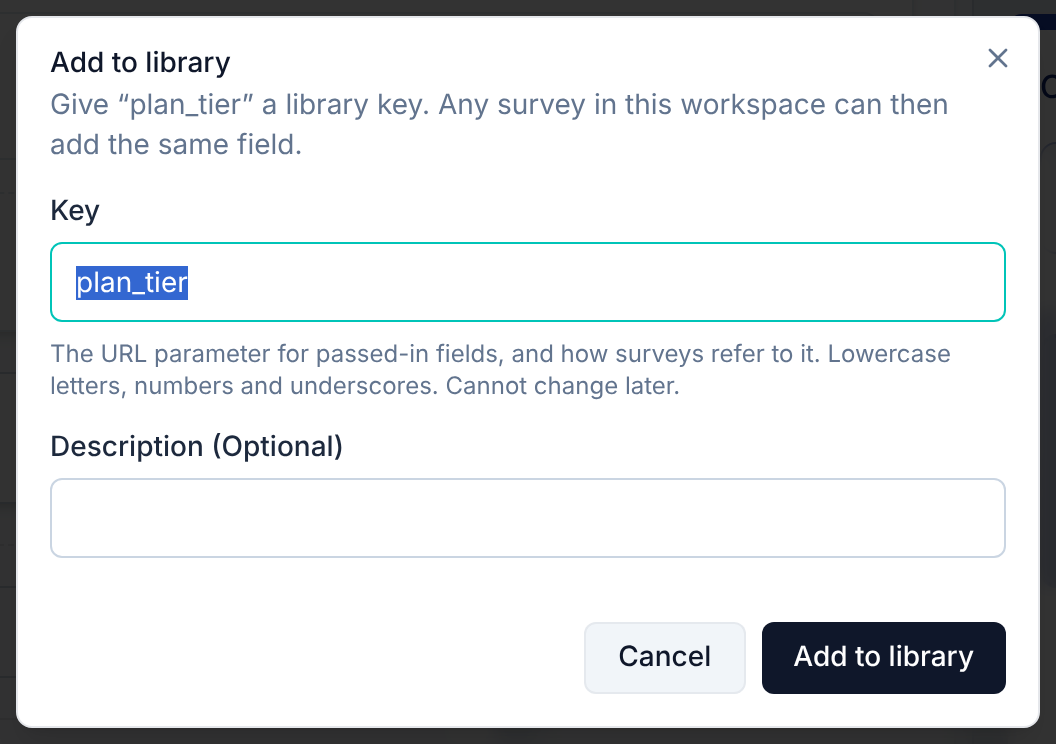 Add to library
Give “plan_tier” a library key. Any survey in this workspace can then
add the same field.
Key
plan_tier
The URL parameter for passed-in fields, and how surveys refer to it. Lowercase
letters, numbers and underscores. Cannot change later.
Description (Optional)
Cancel
Add to library